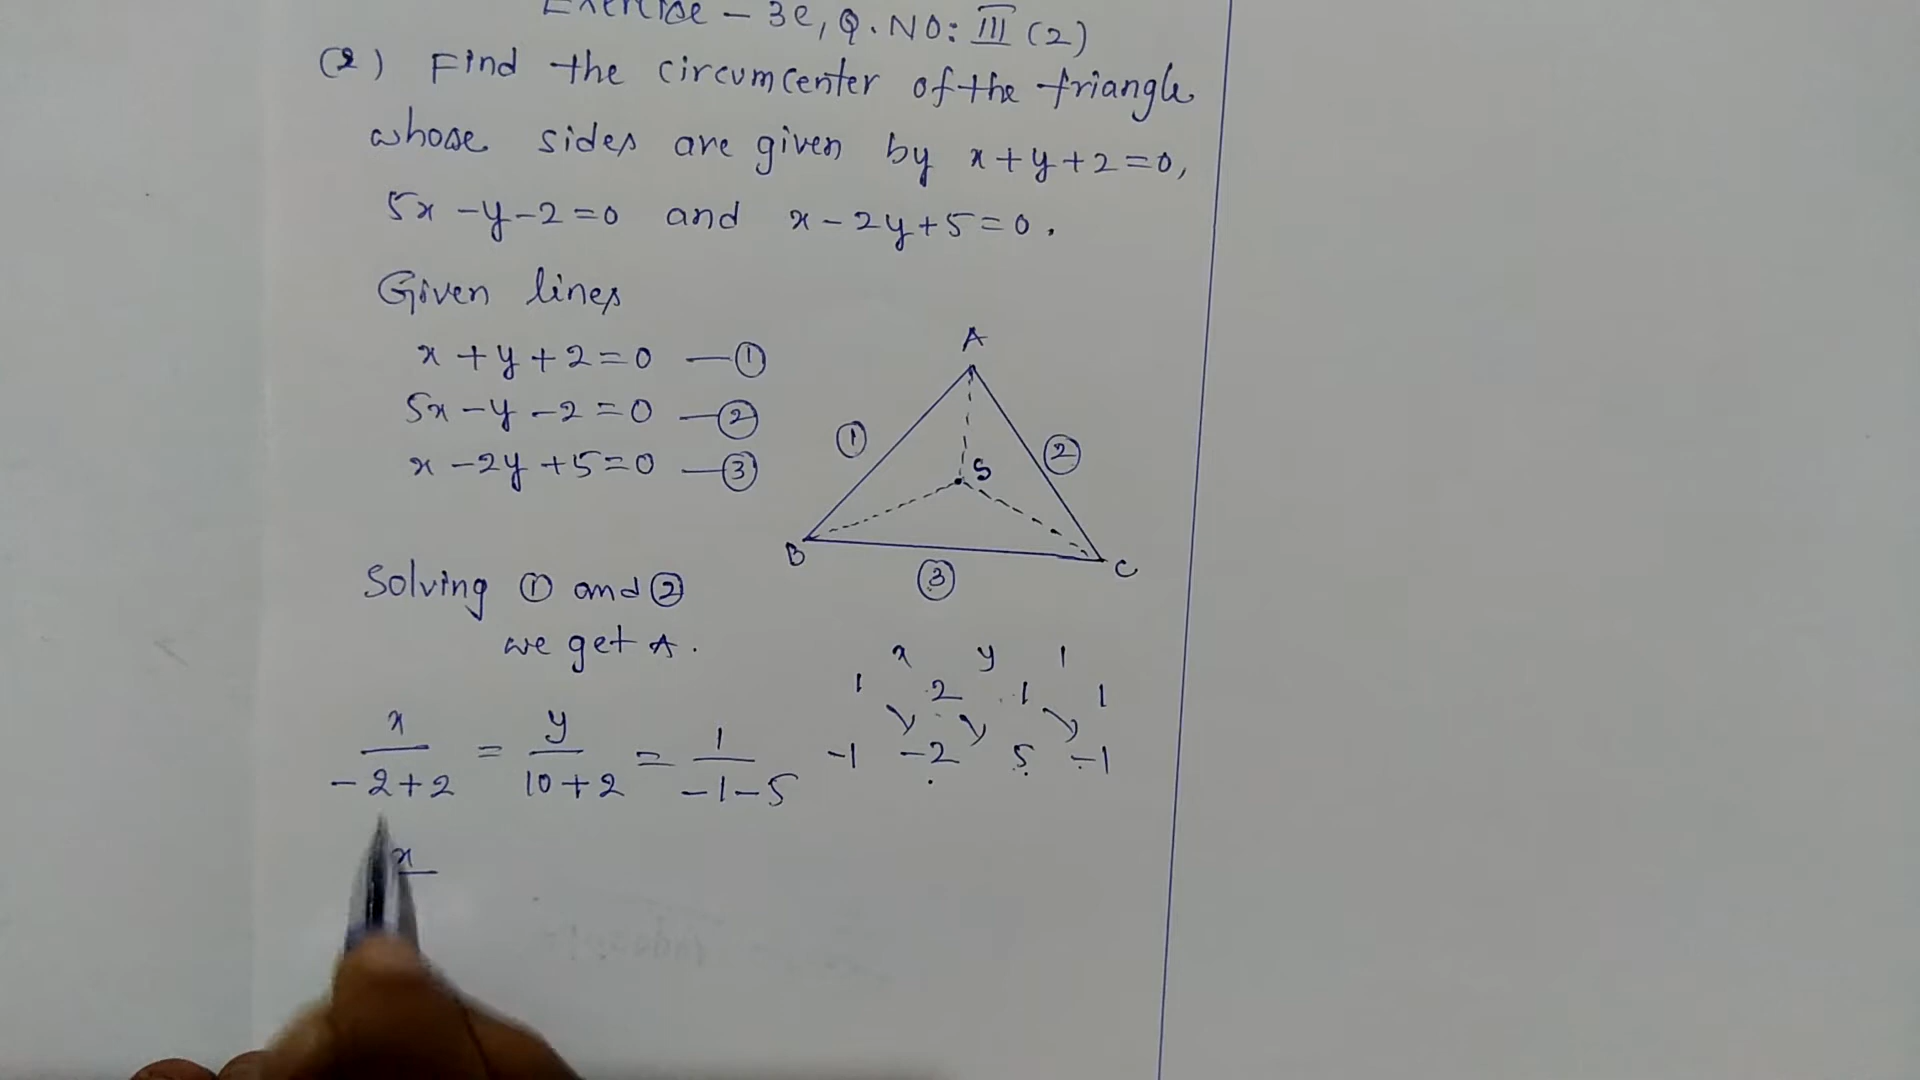 Exercise - 3e, Q.NO: III (2)
(2) Find the circumcenter of the triangle
whose sides are given by x+y+2=0,
5x-y-2=0 and x-2y+5=0.
Given lines
x+y+2=0 —①
5x-y-2=0 —②
x-2y+5=0 —③
A
① ②
S
B C
③
Solving ① and ②
we get A.
x y 1
1 2 1 1
-1 -2 5 -1
x/(-2+2) = y/(10+2) = 1/(-1-5)
x